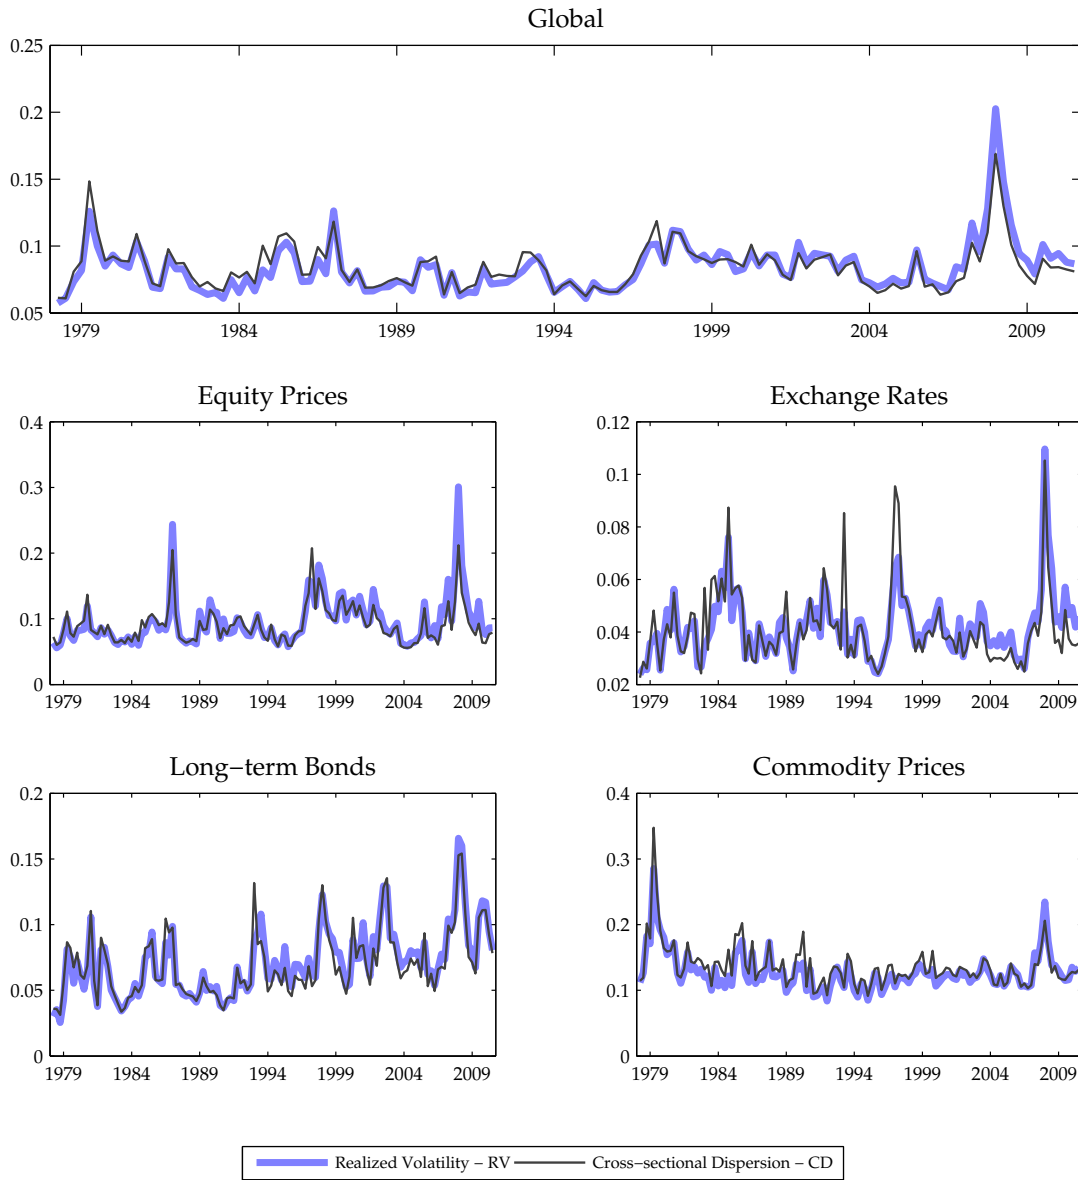 Global
0.25
0.2
0.15
0.1
0.05
1979 1984 1989 1994 1999 2004 2009
Equity Prices
0.4
0.3
0.2
0.1
0
1979 1984 1989 1994 1999 2004 2009
Exchange Rates
0.12
0.1
0.08
0.06
0.04
0.02
1979 1984 1989 1994 1999 2004 2009
Long−term Bonds
0.2
0.15
0.1
0.05
0
1979 1984 1989 1994 1999 2004 2009
Commodity Prices
0.4
0.3
0.2
0.1
0
1979 1984 1989 1994 1999 2004 2009
Realized Volatility − RV Cross−sectional Dispersion − CD